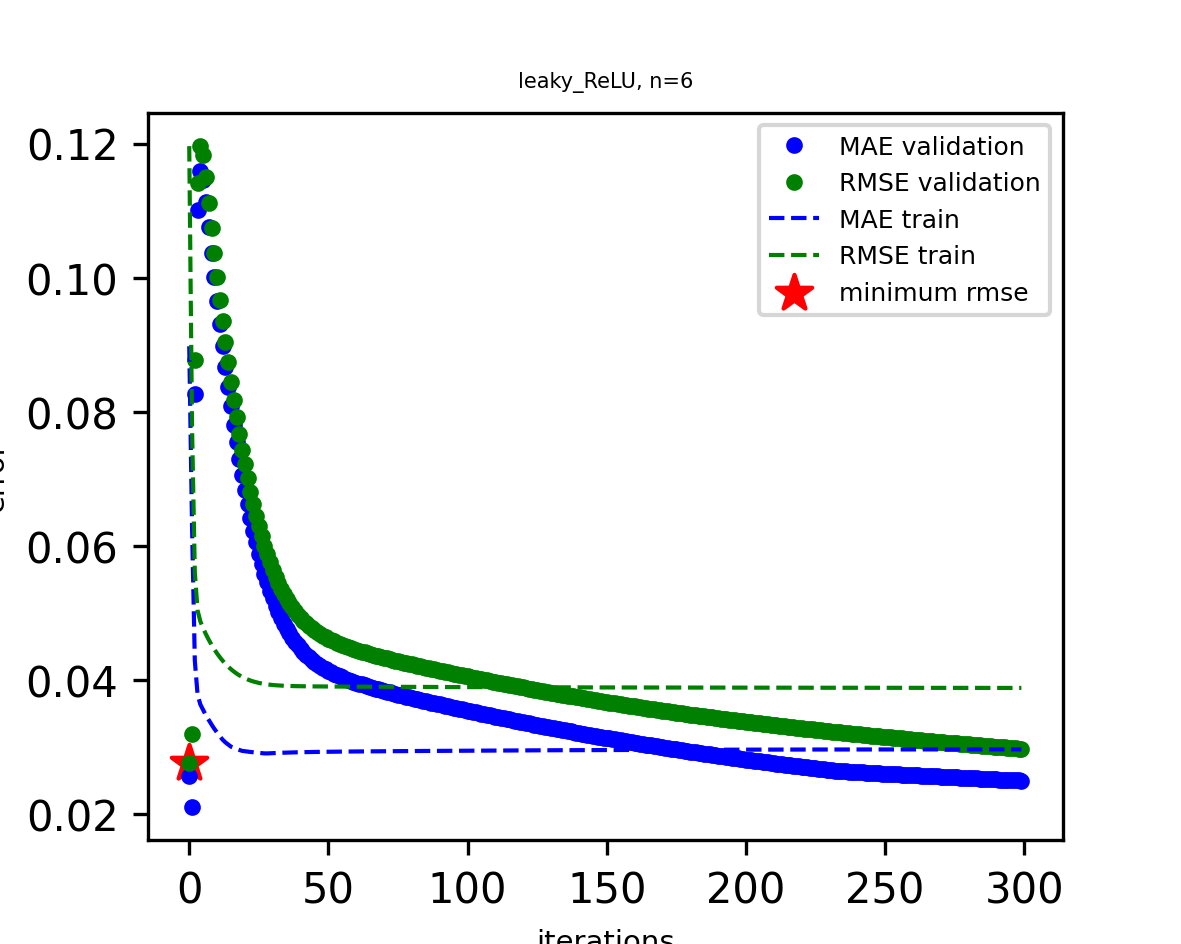 leaky_ReLU, n=6
0.12
0.10
0.08
0.06
0.04
0.02
0 50 100 150 200 250 300
iterations
MAE validation
RMSE validation
MAE train
RMSE train
minimum rmse